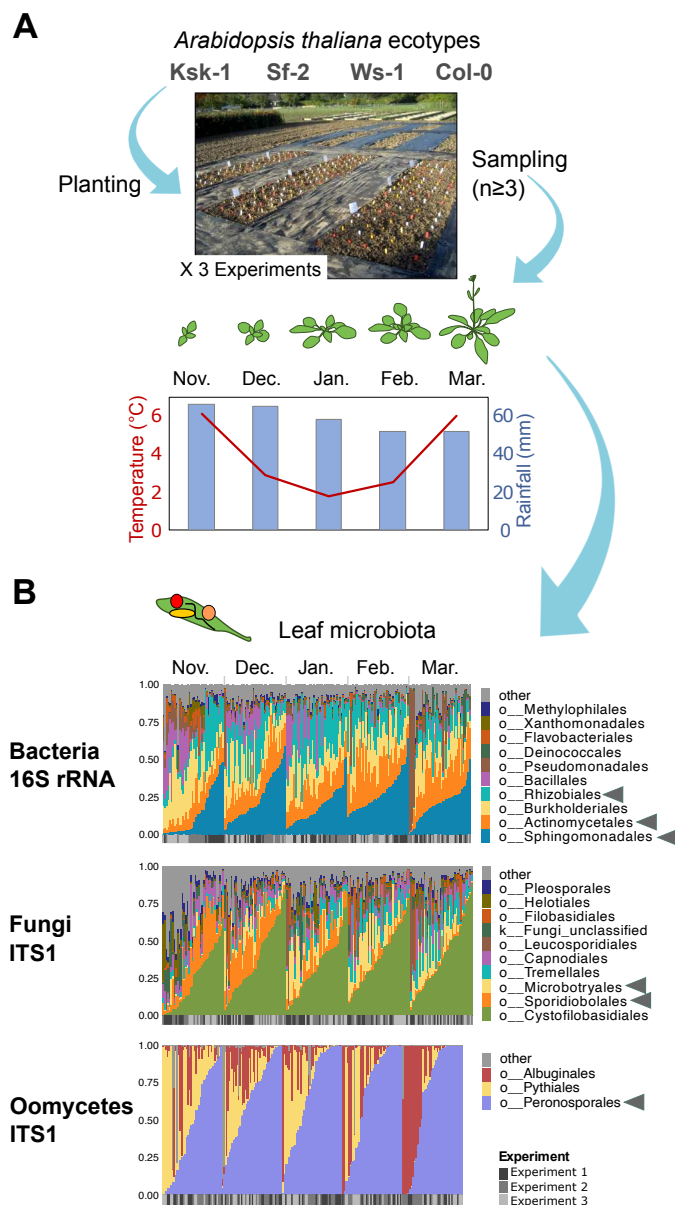 A
Arabidopsis thaliana ecotypes
Ksk-1 Sf-2 Ws-1 Col-0
Planting
Sampling
(n≥3)
X 3 Experiments
Nov. Dec. Jan. Feb. Mar.
Temperature (°C)
6
4
2
0
60
40
20
0
Rainfall (mm)
B
Leaf microbiota
Nov. Dec. Jan. Feb. Mar.
Bacteria
16S rRNA
1.00
0.75
0.50
0.25
0.00
other
o__Methylophilales
o__Xanthomonadales
o__Flavobacteriales
o__Deinococcales
o__Pseudomonadales
o__Bacillales
o__Rhizobiales
o__Burkholderiales
o__Actinomycetales
o__Sphingomonadales
Fungi
ITS1
1.00
0.75
0.50
0.25
0.00
other
o__Pleosporales
o__Helotiales
o__Filobasidiales
k__Fungi_unclassified
o__Leucosporidiales
o__Capnodiales
o__Tremellales
o__Microbotryales
o__Sporidiobolales
o__Cystofilobasidiales
Oomycetes
ITS1
1.00
0.75
0.50
0.25
0.00
other
o__Albuginales
o__Pythiales
o__Peronosporales
Experiment
Experiment 1
Experiment 2
Experiment 3